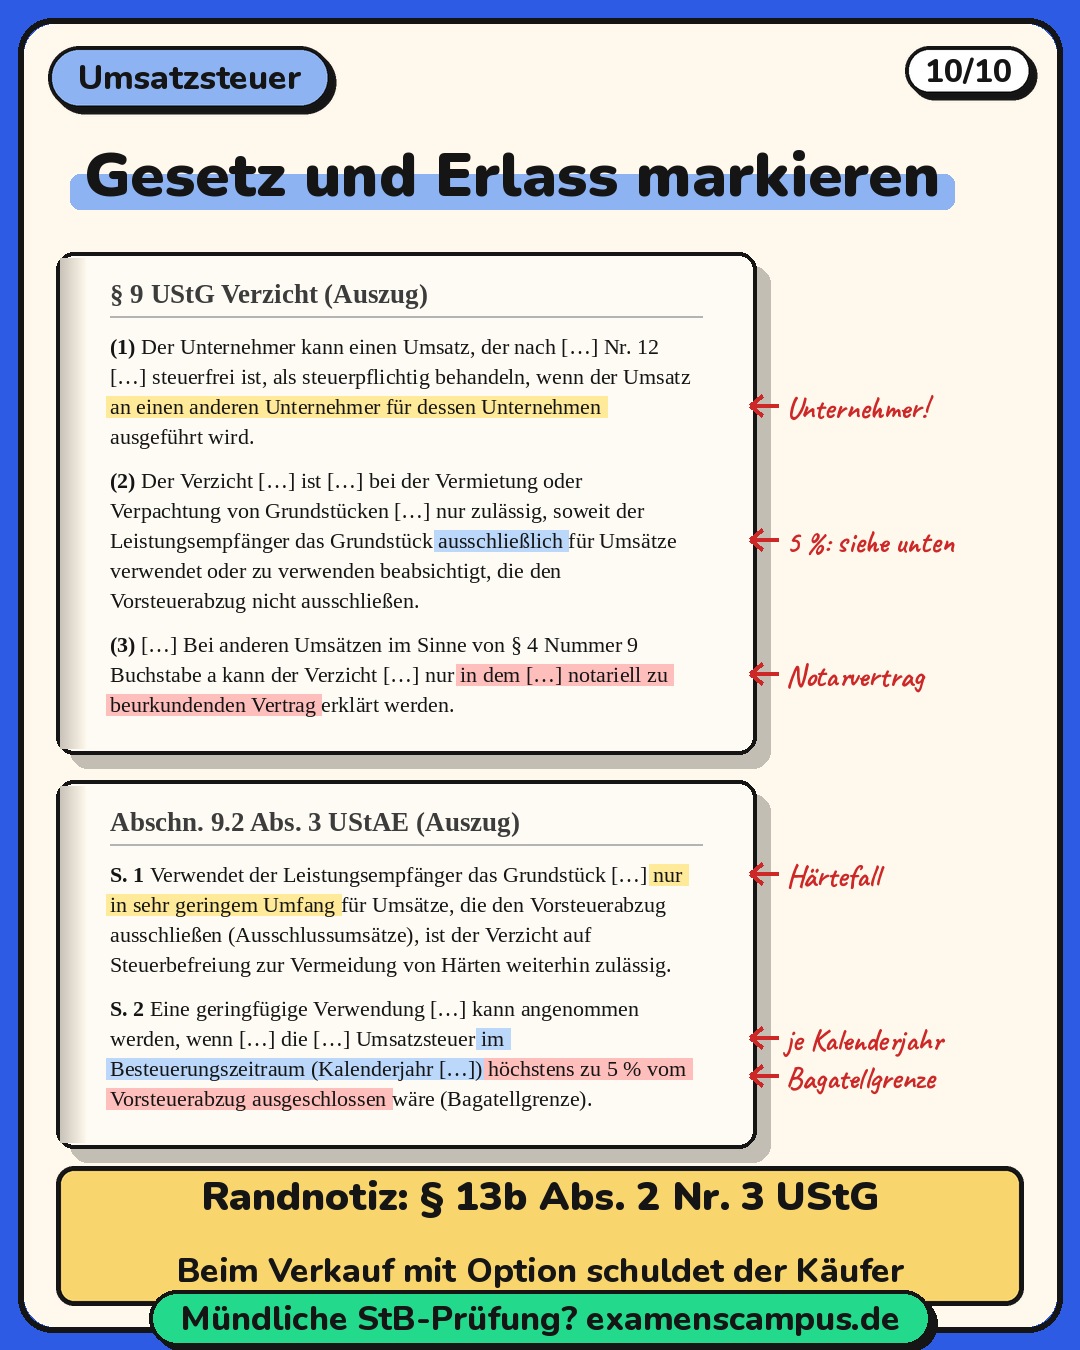 Umsatzsteuer
10/10
Gesetz und Erlass markieren
§ 9 UStG Verzicht (Auszug)
(1) Der Unternehmer kann einen Umsatz, der nach […] Nr. 12
[…] steuerfrei ist, als steuerpflichtig behandeln, wenn der Umsatz
an einen anderen Unternehmer für dessen Unternehmen
ausgeführt wird.
Unternehmer!
(2) Der Verzicht […] ist […] bei der Vermietung oder
Verpachtung von Grundstücken […] nur zulässig, soweit der
Leistungsempfänger das Grundstück ausschließlich für Umsätze
verwendet oder zu verwenden beabsichtigt, die den
Vorsteuerabzug nicht ausschließen.
5 %: siehe unten
(3) […] Bei anderen Umsätzen im Sinne von § 4 Nummer 9
Buchstabe a kann der Verzicht […] nur in dem […] notariell zu
beurkundenden Vertrag erklärt werden.
Notarvertrag
Abschn. 9.2 Abs. 3 UStAE (Auszug)
S. 1 Verwendet der Leistungsempfänger das Grundstück […] nur
in sehr geringem Umfang für Umsätze, die den Vorsteuerabzug
ausschließen (Ausschlussumsätze), ist der Verzicht auf
Steuerbefreiung zur Vermeidung von Härten weiterhin zulässig.
Härtefall
S. 2 Eine geringfügige Verwendung […] kann angenommen
werden, wenn […] die […] Umsatzsteuer im
Besteuerungszeitraum (Kalenderjahr […]) höchstens zu 5 % vom
Vorsteuerabzug ausgeschlossen wäre (Bagatellgrenze).
je Kalenderjahr
Bagatellgrenze
Randnotiz: § 13b Abs. 2 Nr. 3 UStG
Beim Verkauf mit Option schuldet der Käufer
Mündliche StB-Prüfung? examenscampus.de